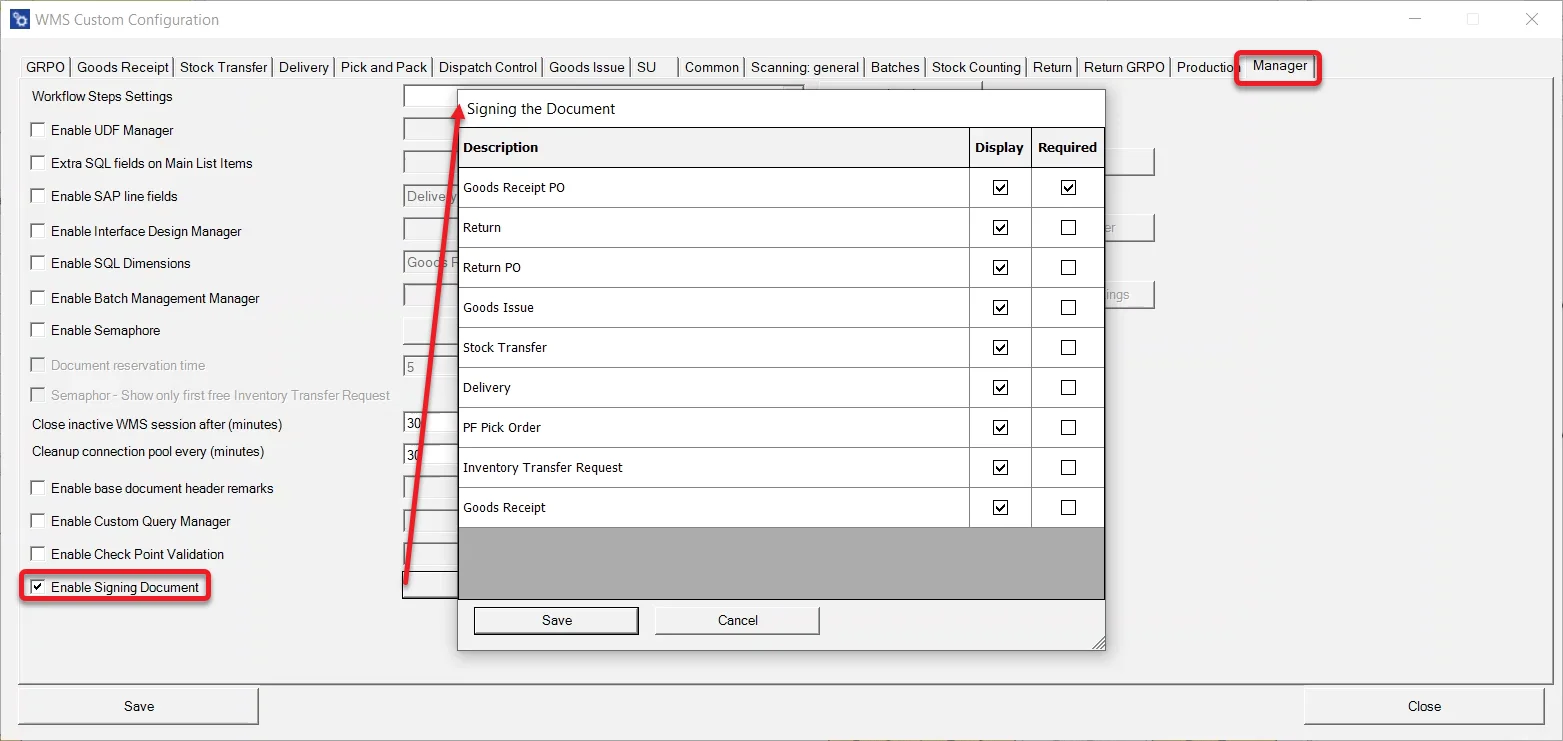 WMS Custom Configuration
GRPO Goods Receipt Stock Transfer Delivery Pick and Pack Dispatch Control Goods Issue SU Common Scanning: general Batches Stock Counting Return Return GRPO Production Manager
Workflow Steps Settings
Enable UDF Manager
Extra SQL fields on Main List Items
Enable SAP line fields
Delivery
Enable Interface Design Manager
er
Enable SQL Dimensions
Goods R
Enable Batch Management Manager
ings
Enable Semaphore
Document reservation time
5
Semaphor - Show only first free Inventory Transfer Request
Close inactive WMS session after (minutes)
30
Cleanup connection pool every (minutes)
30
Enable base document header remarks
Enable Custom Query Manager
Enable Check Point Validation
Enable Signing Document
Signing the Document
Description Display Required
Goods Receipt PO
Return
Return PO
Goods Issue
Stock Transfer
Delivery
PF Pick Order
Inventory Transfer Request
Goods Receipt
Save Cancel
Save Close